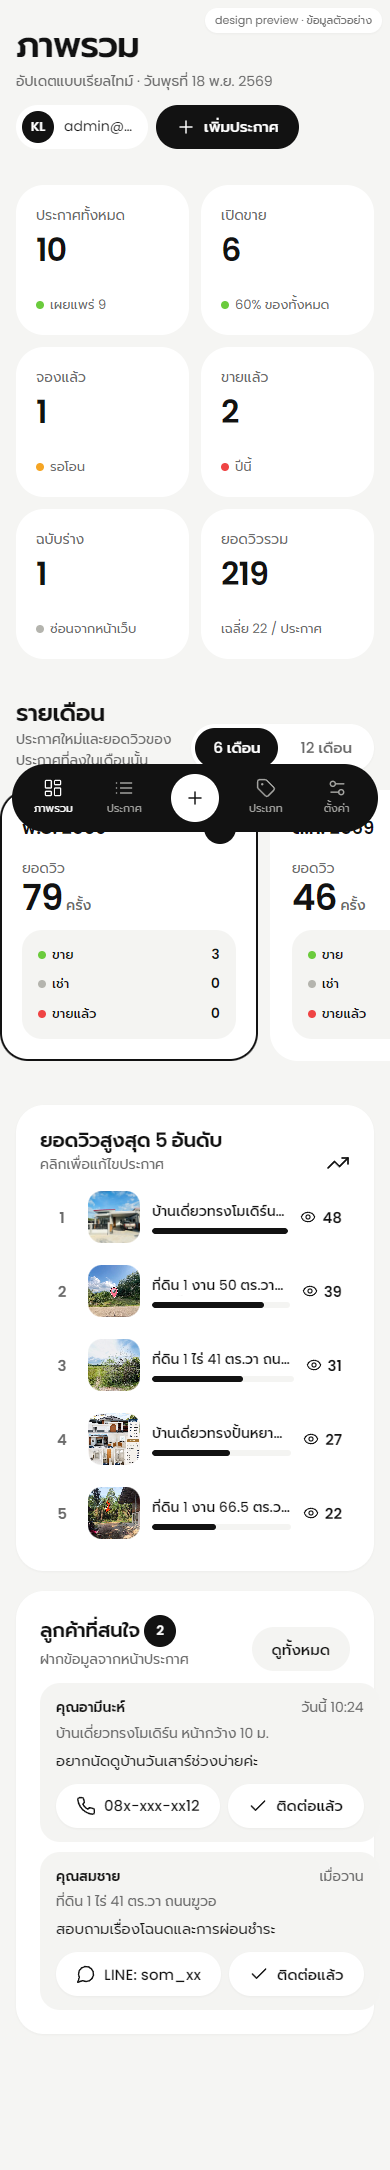 design preview · ข้อมูลตัวอย่าง
ภาพรวม
อัปเดตแบบเรียลไทม์ · วันพุธที่ 18 พ.ย. 2569
KL admin@… เพิ่มประกาศ
ประกาศทั้งหมด
10
เผยแพร่ 9
เปิดขาย
6
60% ของทั้งหมด
จองแล้ว
1
รอโอน
ขายแล้ว
2
ปีนี้
ฉบับร่าง
1
ซ่อนจากหน้าเว็บ
ยอดวิวรวม
219
เฉลี่ย 22 / ประกาศ
รายเดือน
ประกาศใหม่และยอดวิวของ
ประกาศที่ลงในเดือนนั้น
6 เดือน 12 เดือน
ภาพรวม ประกาศ ประเภท ตั้งค่า
ยอดวิว
79 ครั้ง
ขาย 3
เช่า 0
ขายแล้ว 0
ยอดวิว
46 ครั้ง
ขาย
เช่า
ขายแล้ว
ยอดวิวสูงสุด 5 อันดับ
คลิกเพื่อแก้ไขประกาศ
1 บ้านเดี่ยวทรงโมเดิร์น… 48
2 ที่ดิน 1 งาน 50 ตร.วา… 39
3 ที่ดิน 1 ไร่ 41 ตร.วา ถน… 31
4 บ้านเดี่ยวทรงปั้นหยา… 27
5 ที่ดิน 1 งาน 66.5 ตร.ว… 22
ลูกค้าที่สนใจ 2
ฝากข้อมูลจากหน้าประกาศ
ดูทั้งหมด
คุณอามีนะห์ วันนี้ 10:24
บ้านเดี่ยวทรงโมเดิร์น หน้ากว้าง 10 ม.
อยากนัดดูบ้านวันเสาร์ช่วงบ่ายค่ะ
08x-xxx-xx12 ติดต่อแล้ว
คุณสมชาย เมื่อวาน
ที่ดิน 1 ไร่ 41 ตร.วา ถนนฃูวอ
สอบถามเรื่องโฉนดและการผ่อนชำระ
LINE: som_xx ติดต่อแล้ว